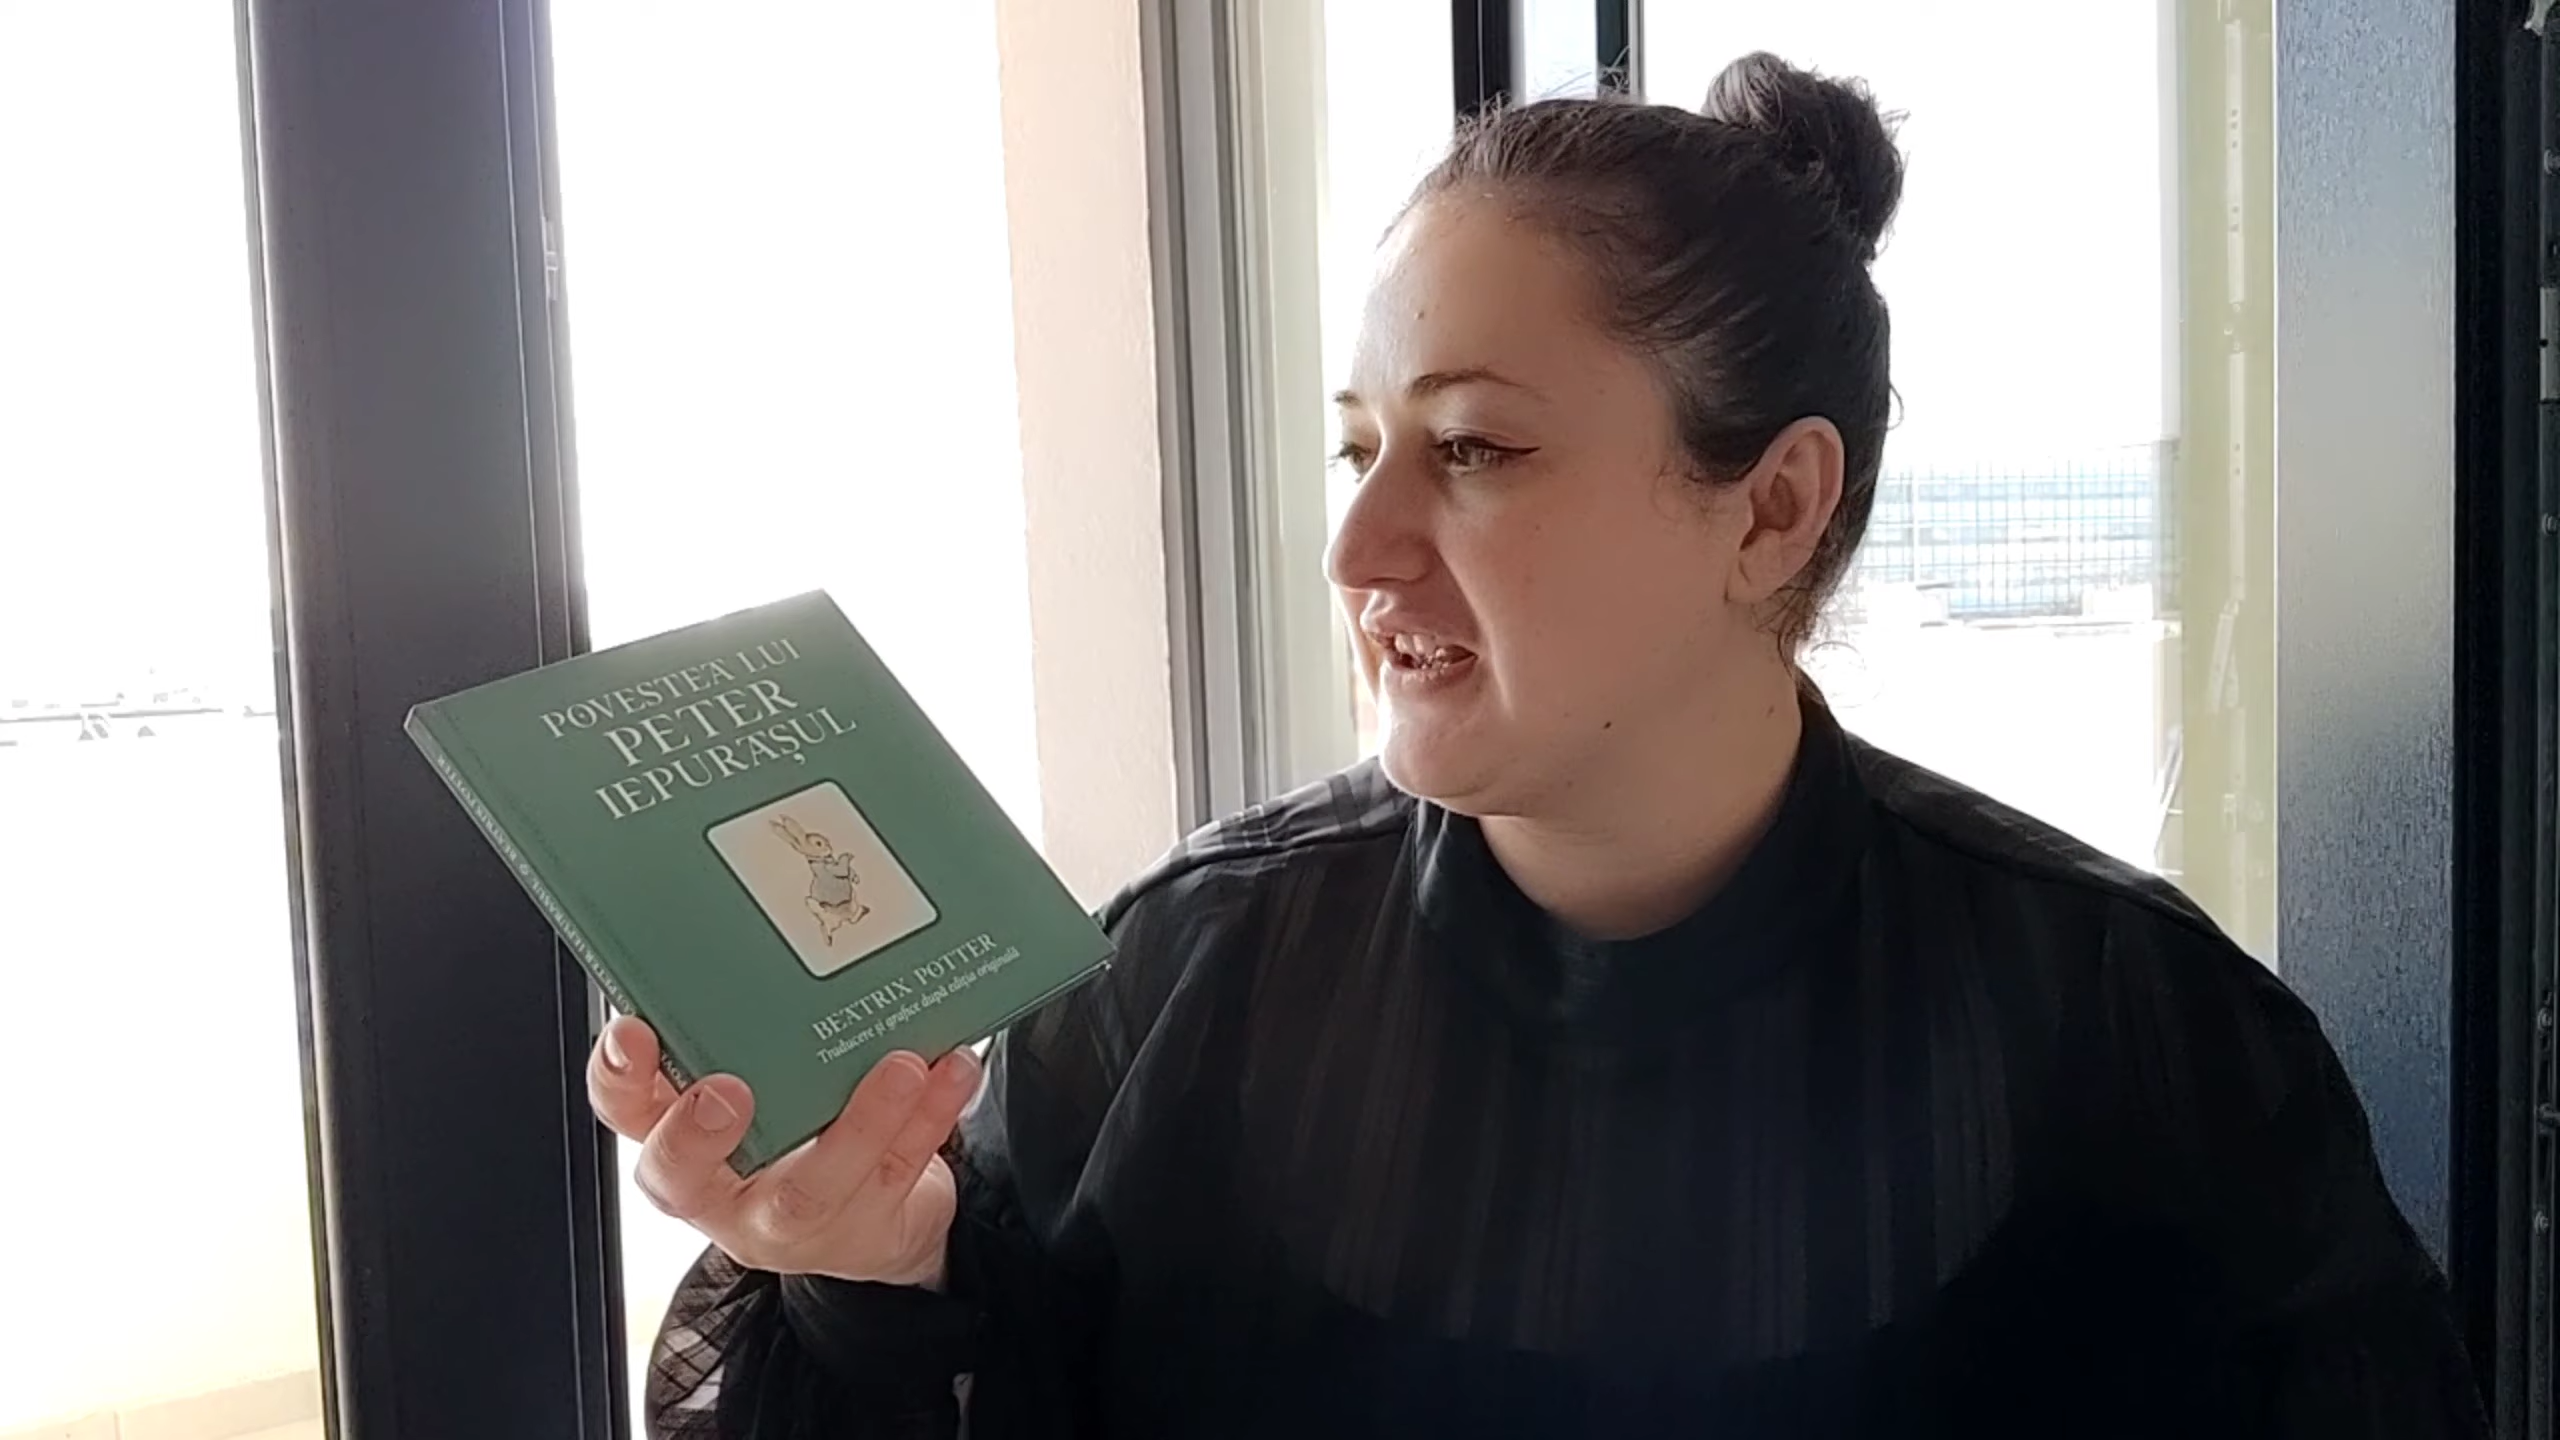 POVESTEA LUI
PETER
IEPURAȘUL
BEATRIX POTTER
Traducere și grafice după ediția originală